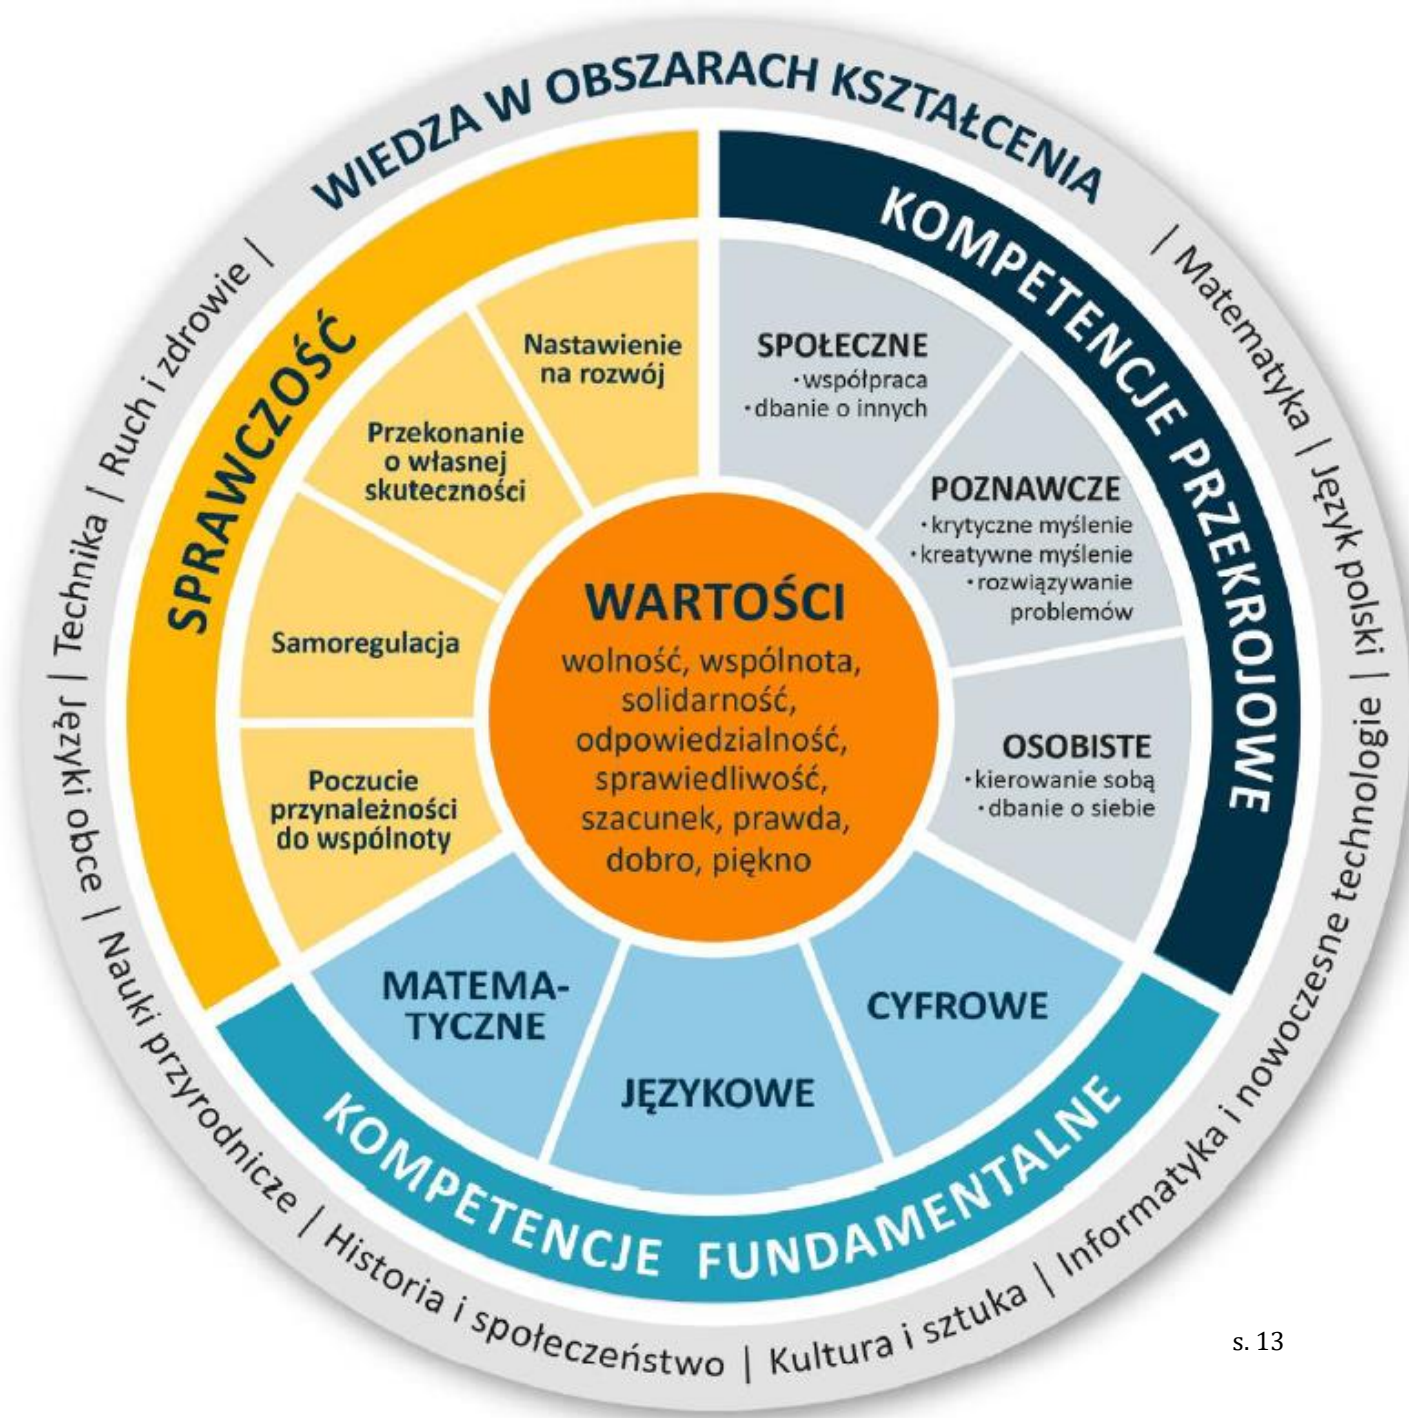 WIEDZA W OBSZARACH KSZTAŁCENIA
| Matematyka | Język polski | Informatyka i nowoczesne technologie | Kultura i sztuka | Historia i społeczeństwo | Nauki przyrodnicze | Języki obce | Technika | Ruch i zdrowie |
KOMPETENCJE PRZEKROJOWE
SPOŁECZNE
·współpraca
·dbanie o innych
POZNAWCZE
·krytyczne myślenie
·kreatywne myślenie
·rozwiązywanie
problemów
OSOBISTE
·kierowanie sobą
·dbanie o siebie
KOMPETENCJE FUNDAMENTALNE
CYFROWE
JĘZYKOWE
MATEMA-
TYCZNE
SPRAWCZOŚĆ
Poczucie
przynależności
do wspólnoty
Samoregulacja
Przekonanie
o własnej
skuteczności
Nastawienie
na rozwój
WARTOŚCI
wolność, wspólnota,
solidarność,
odpowiedzialność,
sprawiedliwość,
szacunek, prawda,
dobro, piękno
s. 13